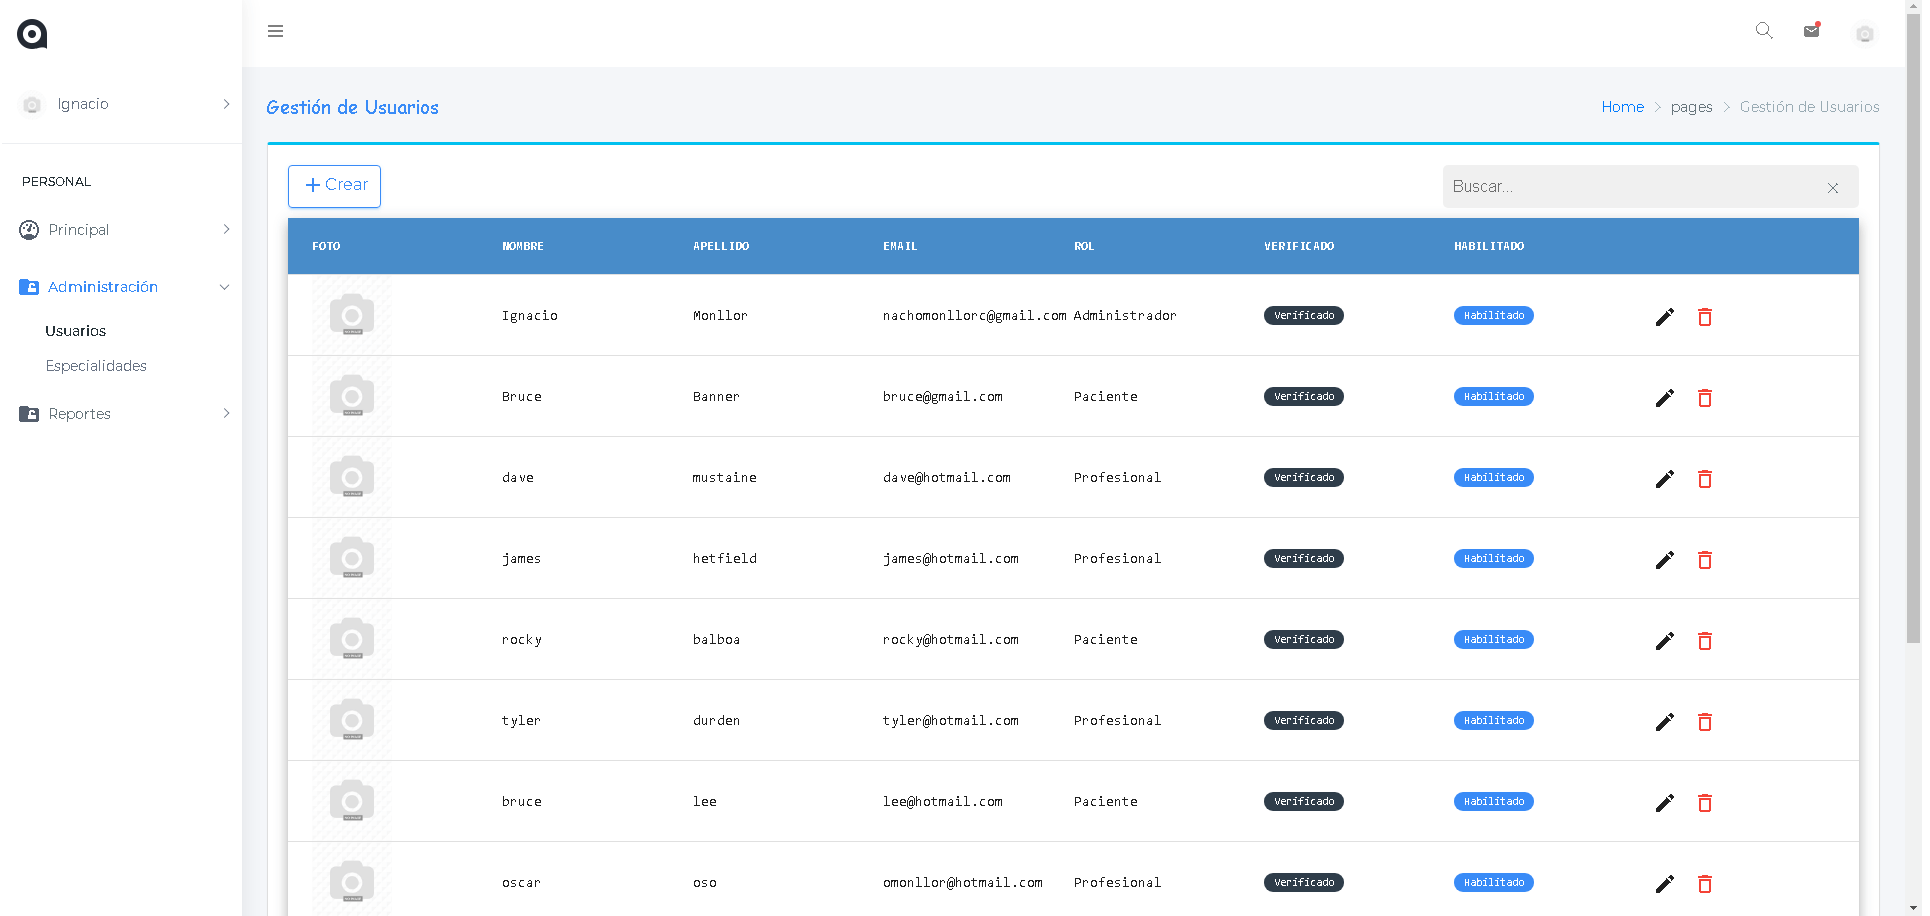 Ignacio
PERSONAL
Principal
Administración
Usuarios
Especialidades
Reportes
Gestión de Usuarios
Home > pages > Gestión de Usuarios
+ Crear
Buscar...
FOTO NOMBRE APELLIDO EMAIL ROL VERIFICADO HABILITADO
Ignacio Monllor nachomonllorc@gmail.com Administrador Verificado Habilitado
Bruce Banner bruce@gmail.com Paciente Verificado Habilitado
dave mustaine dave@hotmail.com Profesional Verificado Habilitado
james hetfield james@hotmail.com Profesional Verificado Habilitado
rocky balboa rocky@hotmail.com Paciente Verificado Habilitado
tyler durden tyler@hotmail.com Profesional Verificado Habilitado
bruce lee lee@hotmail.com Paciente Verificado Habilitado
oscar oso omonllor@hotmail.com Profesional Verificado Habilitado